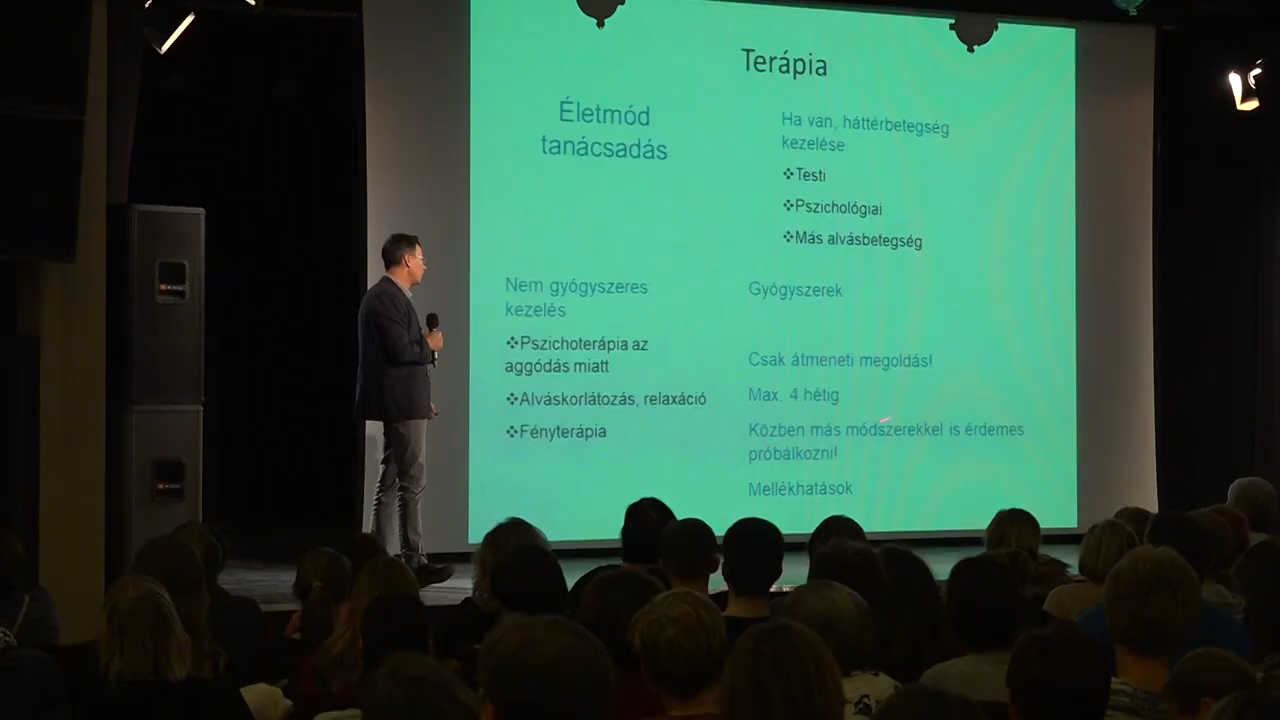 Terápia
Életmód
tanácsadás
Ha van, háttérbetegség
kezelése
❖Testi
❖Pszichológiai
❖Más alvásbetegség
Nem gyógyszeres
kezelés
❖Pszichoterápia az
aggódás miatt
❖Alváskorlátozás, relaxáció
❖Fényterápia
Gyógyszerek
Csak átmeneti megoldás!
Max. 4 hétig
Közben más módszerekkel is érdemes
próbálkozni!
Mellékhatások